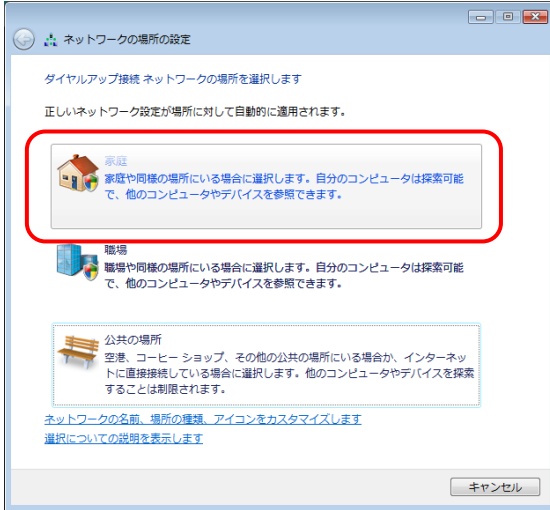 ネットワークの場所の設定
ダイヤルアップ接続 ネットワークの場所を選択します
正しいネットワーク設定が場所に対して自動的に適用されます。
家庭
家庭や同様の場所にいる場合に選択します。自分のコンピュータは探索可能
で、他のコンピュータやデバイスを参照できます。
職場
職場や同様の場所にいる場合に選択します。自分のコンピュータは探索可能
で、他のコンピュータやデバイスを参照できます。
公共の場所
空港、コーヒー ショップ、その他の公共の場所にいる場合か、インターネッ
トに直接接続している場合に選択します。他のコンピュータやデバイスを探索
することは制限されます。
ネットワークの名前、場所の種類、アイコンをカスタマイズします
選択についての説明を表示します
キャンセル